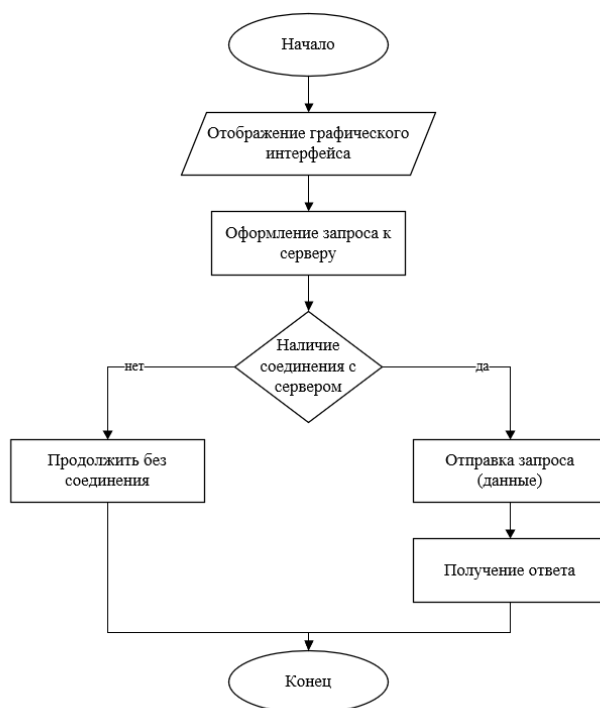 Начало
Отображение графического
интерфейса
Оформление запроса к
серверу
Наличие
соединения с
сервером
нет
да
Продолжить без
соединения
Отправка запроса
(данные)
Получение ответа
Конец